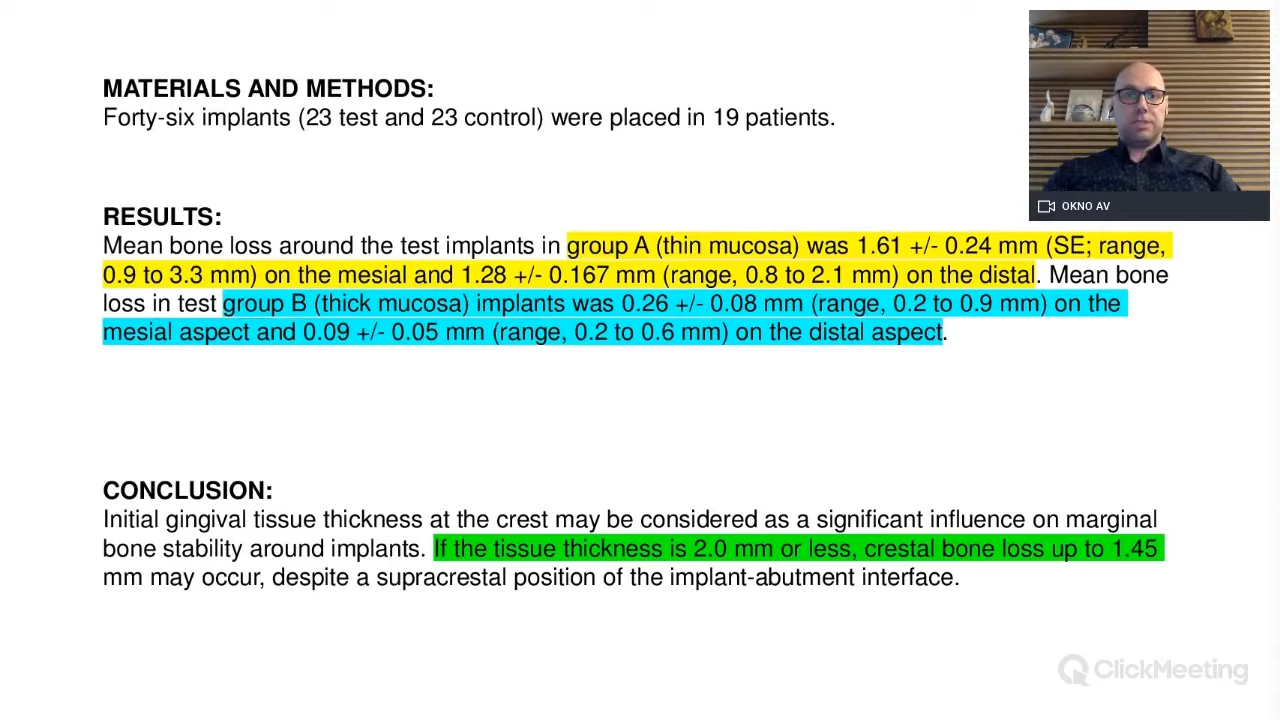 MATERIALS AND METHODS:
Forty-six implants (23 test and 23 control) were placed in 19 patients.
RESULTS:
Mean bone loss around the test implants in group A (thin mucosa) was 1.61 +/- 0.24 mm (SE; range,
0.9 to 3.3 mm) on the mesial and 1.28 +/- 0.167 mm (range, 0.8 to 2.1 mm) on the distal. Mean bone
loss in test group B (thick mucosa) implants was 0.26 +/- 0.08 mm (range, 0.2 to 0.9 mm) on the
mesial aspect and 0.09 +/- 0.05 mm (range, 0.2 to 0.6 mm) on the distal aspect.
CONCLUSION:
Initial gingival tissue thickness at the crest may be considered as a significant influence on marginal
bone stability around implants. If the tissue thickness is 2.0 mm or less, crestal bone loss up to 1.45
mm may occur, despite a supracrestal position of the implant-abutment interface.
OKNO AV
ClickMeeting